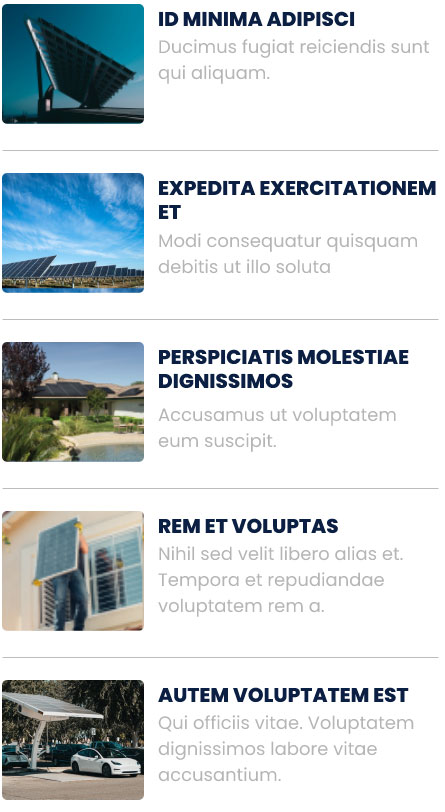 ID MINIMA ADIPISCI
Ducimus fugiat reiciendis sunt
qui aliquam.
EXPEDITA EXERCITATIONEM
ET
Modi consequatur quisquam
debitis ut illo soluta
PERSPICIATIS MOLESTIAE
DIGNISSIMOS
Accusamus ut voluptatem
eum suscipit.
REM ET VOLUPTAS
Nihil sed velit libero alias et.
Tempora et repudiandae
voluptatem rem a.
AUTEM VOLUPTATEM EST
Qui officiis vitae. Voluptatem
dignissimos labore vitae
accusantium.